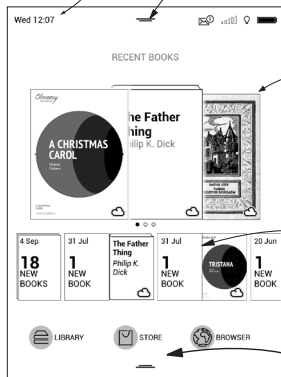 Wed 12:07
RECENT BOOKS
A CHRISTMAS
CAROL
Charles
Dickens
he Father
Thing
hilip K. Dick
4 Sep
18
NEW
BOOKS
31 Jul
1
NEW
BOOK
The Father
Thing
Philip K.
Dick
31 Jul
1
NEW
BOOK
TRISTANA
20 Jun
1
NEW
BOOK
LIBRARY
STORE
BROWSER